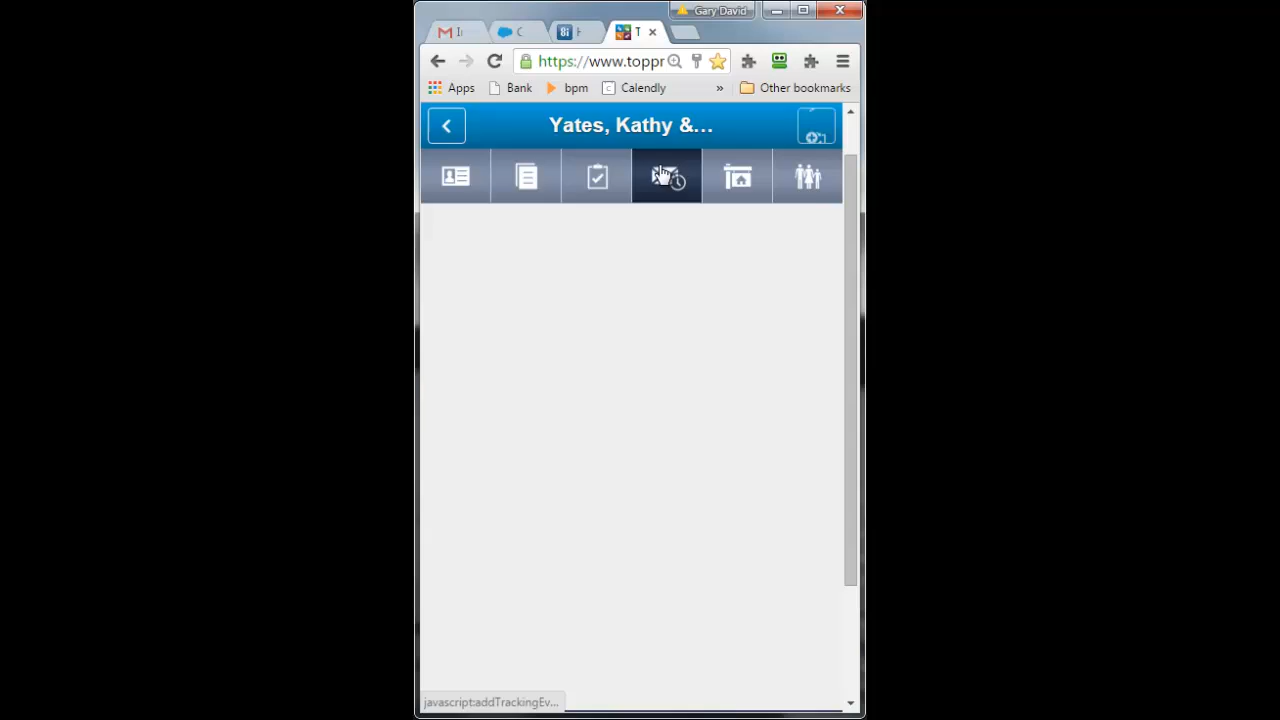 Gary David
https://www.toppr
Apps Bank bpm Calendly » Other bookmarks
Yates, Kathy &...
javascript:addTrackingEv...